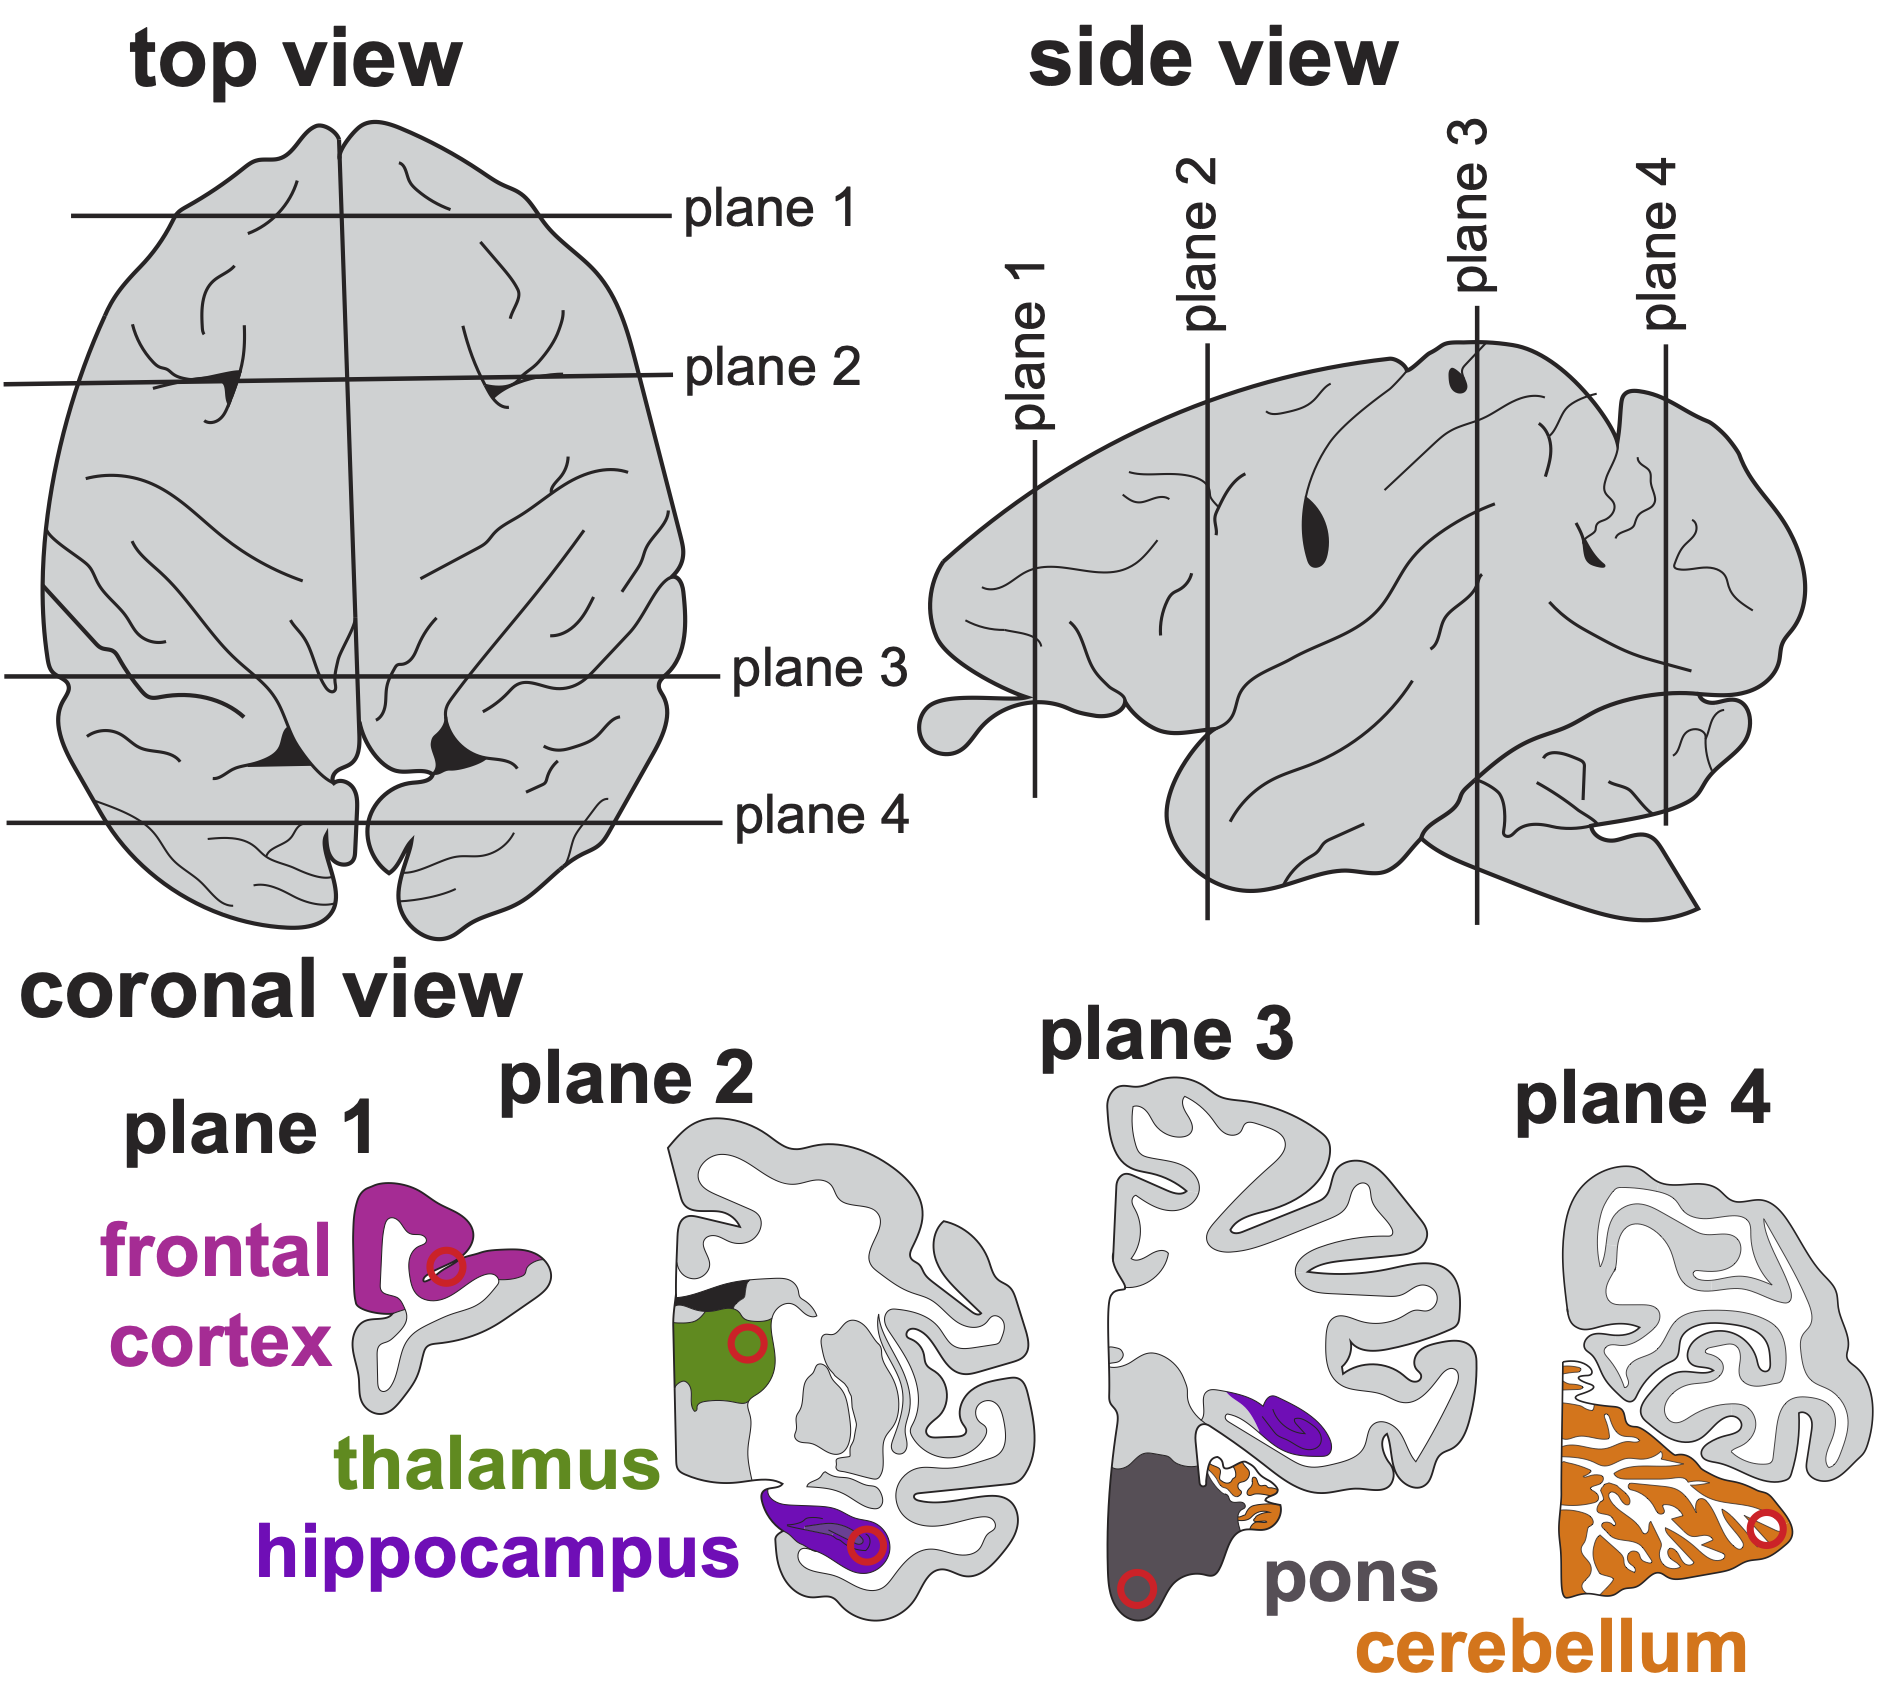 top view
side view
plane 1
plane 2
plane 3
plane 4
plane 1
plane 2
plane 3
plane 4
coronal view
plane 1
plane 2
plane 3
plane 4
frontal
cortex
thalamus
hippocampus
pons
cerebellum